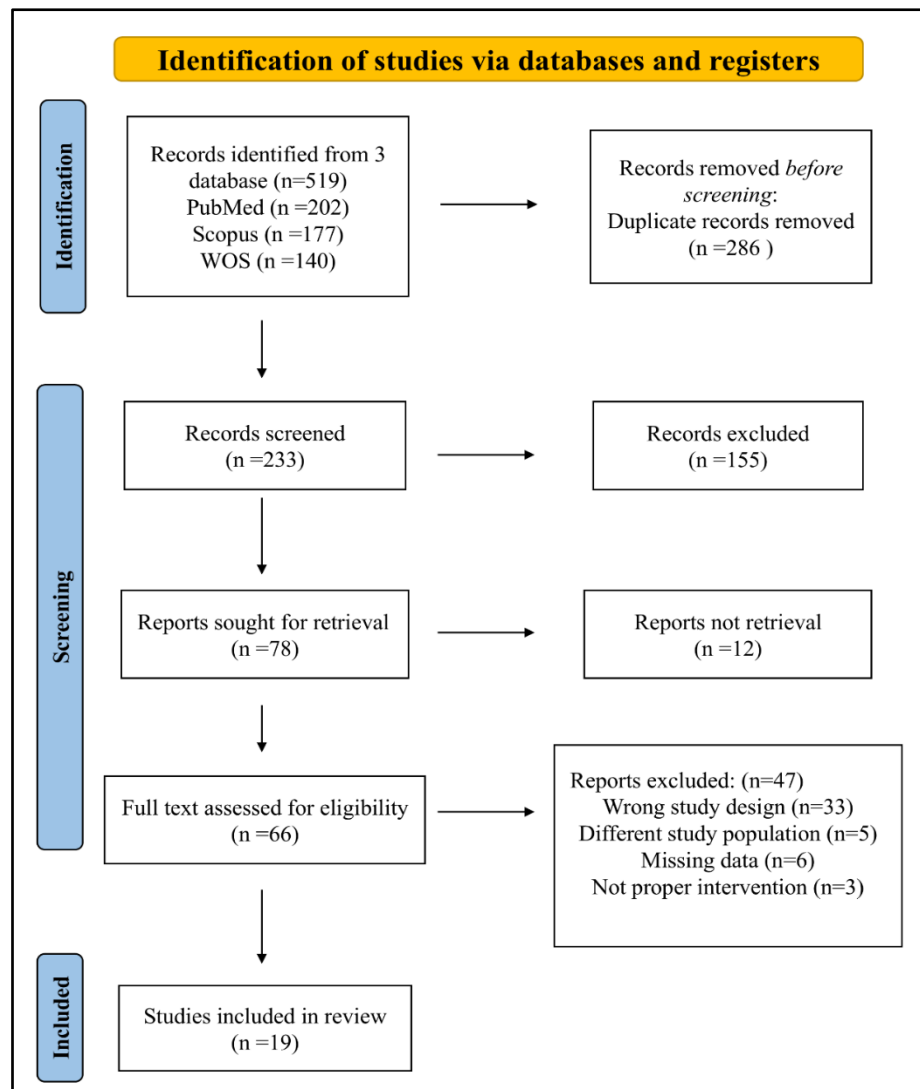 Identification of studies via databases and registers
Identification
Records identified from 3
database (n=519)
PubMed (n =202)
Scopus (n =177)
WOS (n =140)
Records removed before
screening:
Duplicate records removed
(n =286 )
Screening
Records screened
(n =233)
Records excluded
(n =155)
Reports sought for retrieval
(n =78)
Reports not retrieval
(n =12)
Full text assessed for eligibility
(n =66)
Reports excluded: (n=47)
Wrong study design (n=33)
Different study population (n=5)
Missing data (n=6)
Not proper intervention (n=3)
Included
Studies included in review
(n =19)